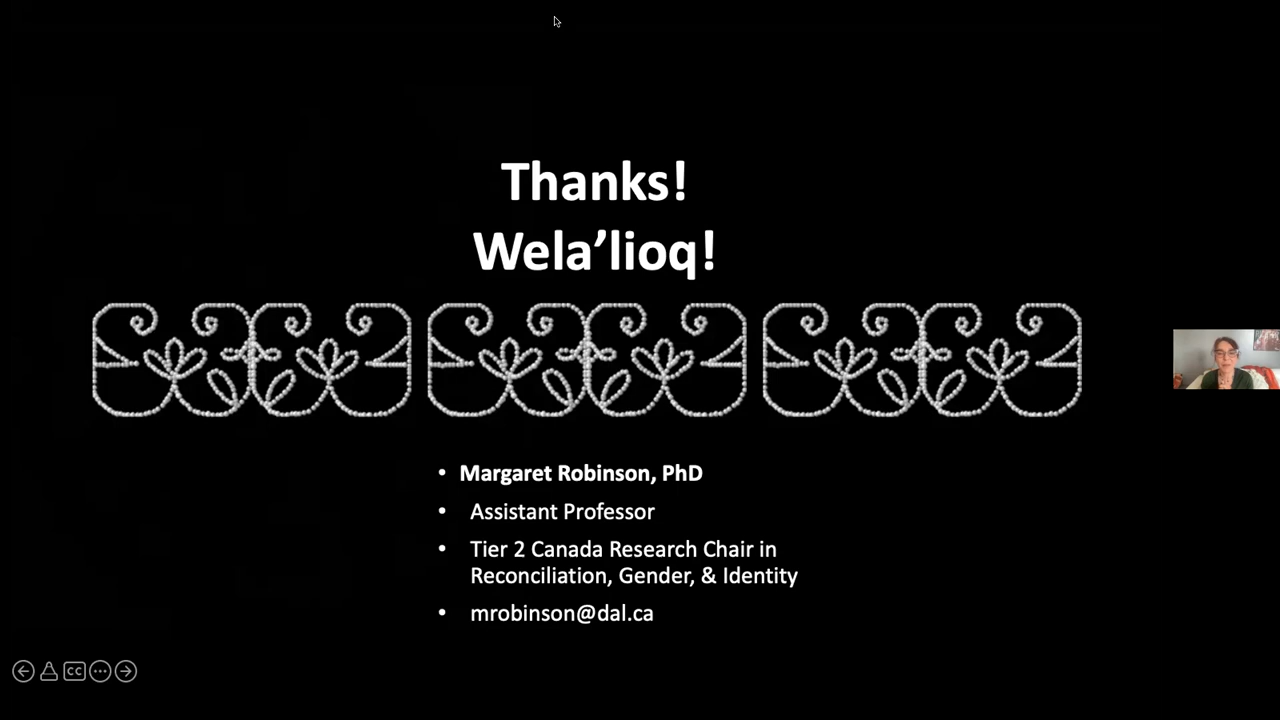 Thanks!
Wela’lioq!
• Margaret Robinson, PhD
• Assistant Professor
• Tier 2 Canada Research Chair in
Reconciliation, Gender, & Identity
• mrobinson@dal.ca
CC